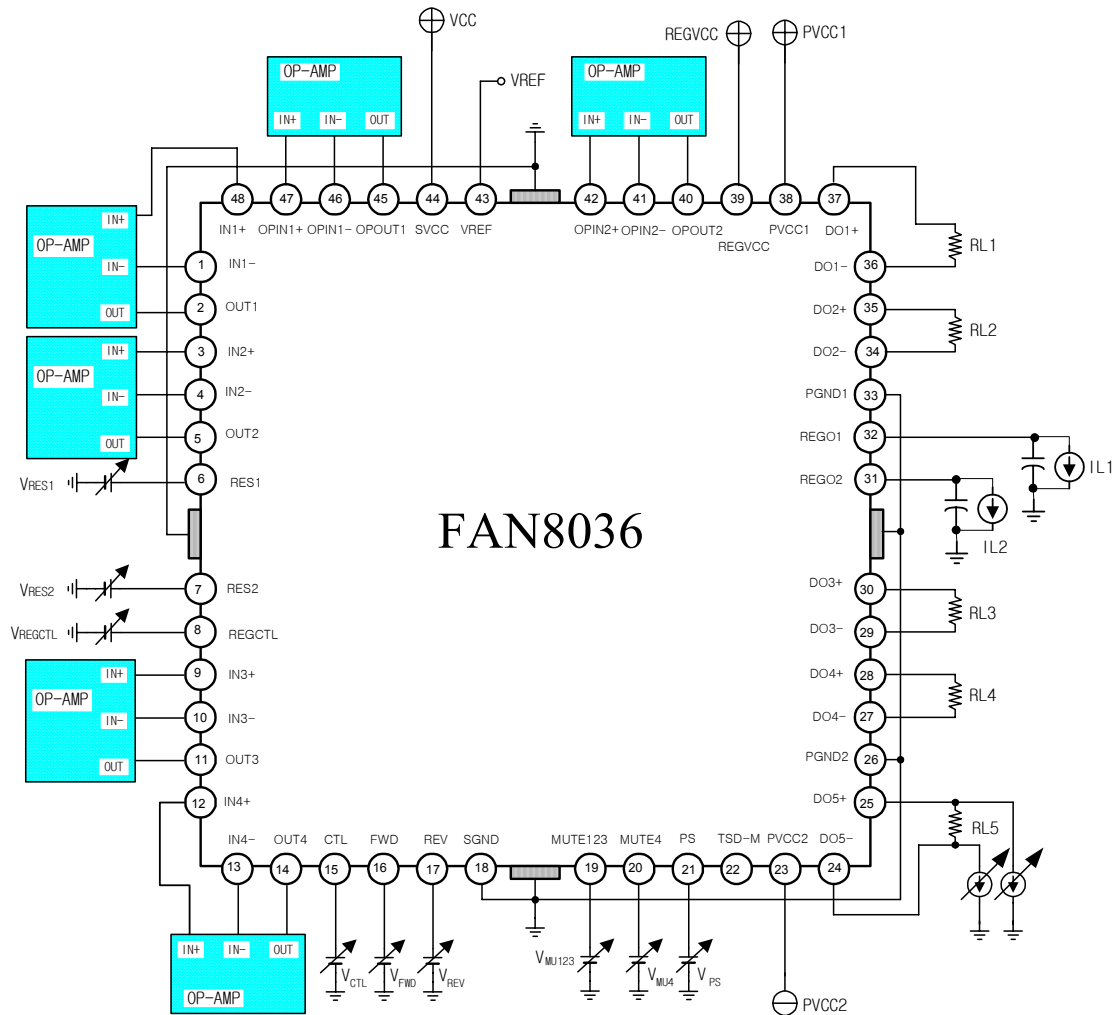 VCC
REGVCC
PVCC1
OP-AMP
IN+ IN- OUT
VREF
OP-AMP
IN+ IN- OUT
48 47 46 45 44 43 42 41 40 39 38 37
IN1+ OPIN1+ OPIN1- OPOUT1 SVCC VREF OPIN2+ OPIN2- OPOUT2 REGVCC PVCC1 DO1+
IN+
OP-AMP
IN-
OUT
1 IN1-
2 OUT1
IN+
OP-AMP
IN-
OUT
3 IN2+
4 IN2-
5 OUT2
VRES1
6 RES1
DO1- 36
RL1
DO2+ 35
RL2
DO2- 34
PGND1 33
REGO1 32
IL1
REGO2 31
IL2
FAN8036
VRES2
7 RES2
VREGCTL
8 REGCTL
IN+
OP-AMP
IN-
OUT
9 IN3+
10 IN3-
11 OUT3
12 IN4+
DO3+ 30
RL3
DO3- 29
DO4+ 28
RL4
DO4- 27
PGND2 26
DO5+ 25
RL5
IN4- OUT4 CTL FWD REV SGND MUTE123 MUTE4 PS TSD-M PVCC2 DO5-
13 14 15 16 17 18 19 20 21 22 23 24
IN+ IN- OUT
OP-AMP
VCTL VFWD VREV
VMU123 VMU4 VPS
PVCC2